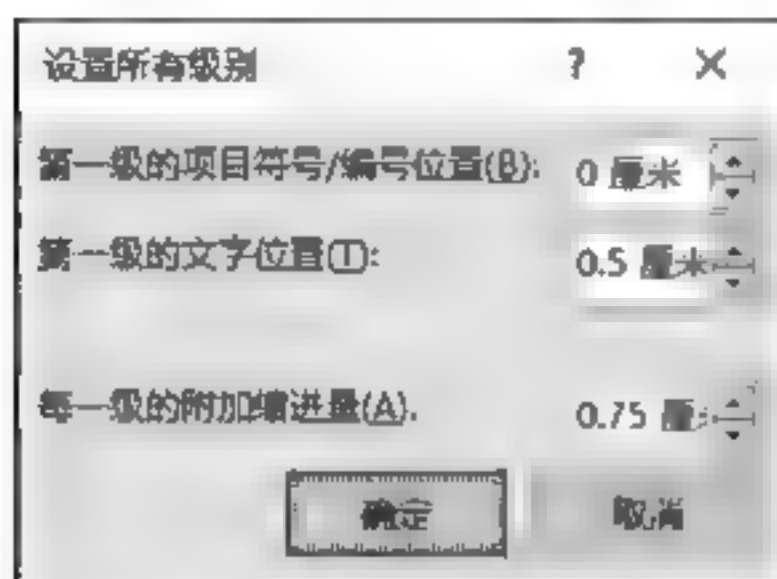 设置所有级别 ? ×
第一级的项目符号/编号位置(B): 0 厘米
第一级的文字位置(T): 0.5 厘米
每一级的附加缩进量(A): 0.75 厘
确定 取消